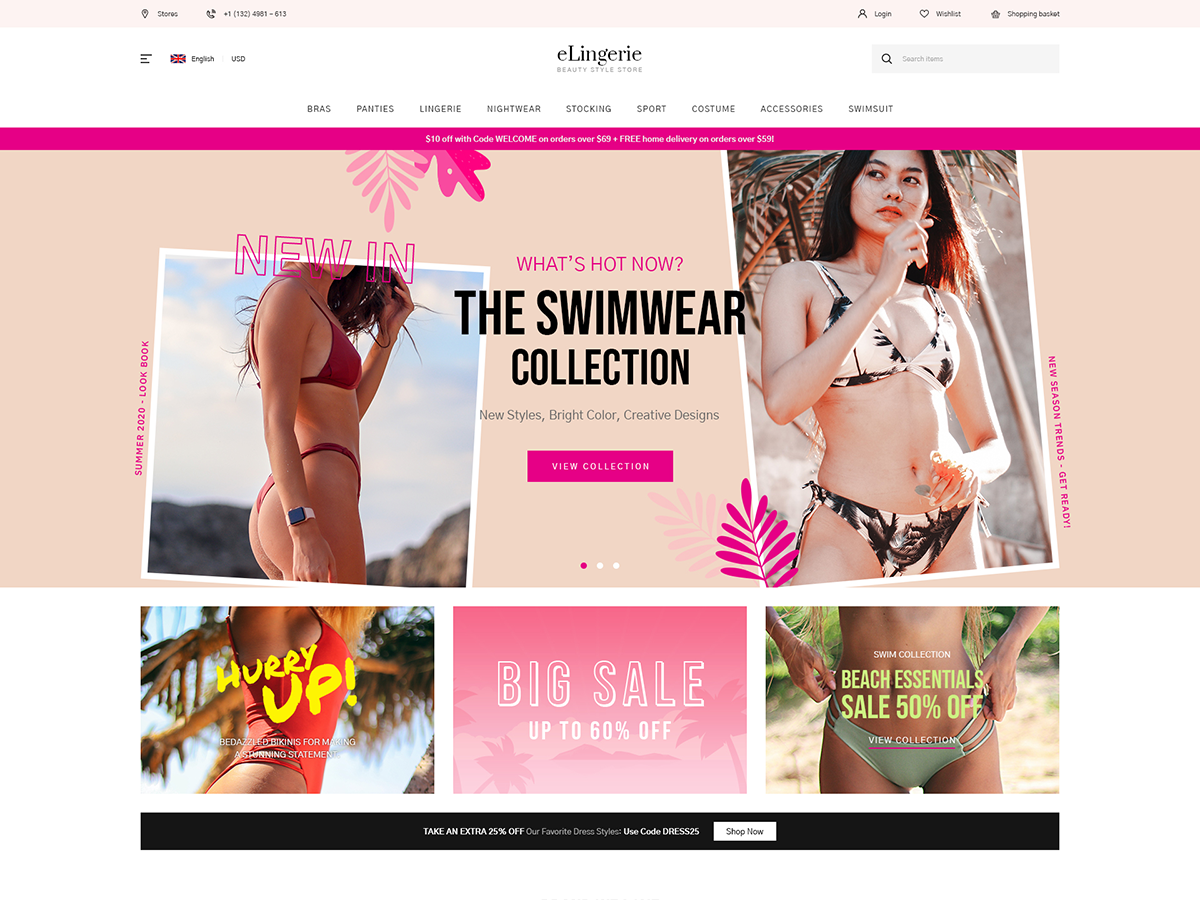 Stores
+1 (132) 4981 – 613
Login
Wishlist
Shopping basket
English
USD
eLingerie
BEAUTY STYLE STORE
Search items
BRAS
PANTIES
LINGERIE
NIGHTWEAR
STOCKING
SPORT
COSTUME
ACCESSORIES
SWIMSUIT
$10 off with Code WELCOME on orders over $69 + FREE home delivery on orders over $59!
NEW IN
SUMMER 2020 - LOOK BOOK
WHAT'S HOT NOW?
THE SWIMWEAR
COLLECTION
New Styles, Bright Color, Creative Designs
VIEW COLLECTION
NEW SEASON TRENDS - GET READY!
HURRY
UP!
BEDAZZLED BIKINIS FOR MAKING
A STUNNING STATEMENT
BIG SALE
UP TO 60% OFF
SWIM COLLECTION
BEACH ESSENTIALS
SALE 50% OFF
VIEW COLLECTION
TAKE AN EXTRA 25% OFF Our Favorite Dress Styles: Use Code DRESS25
Shop Now